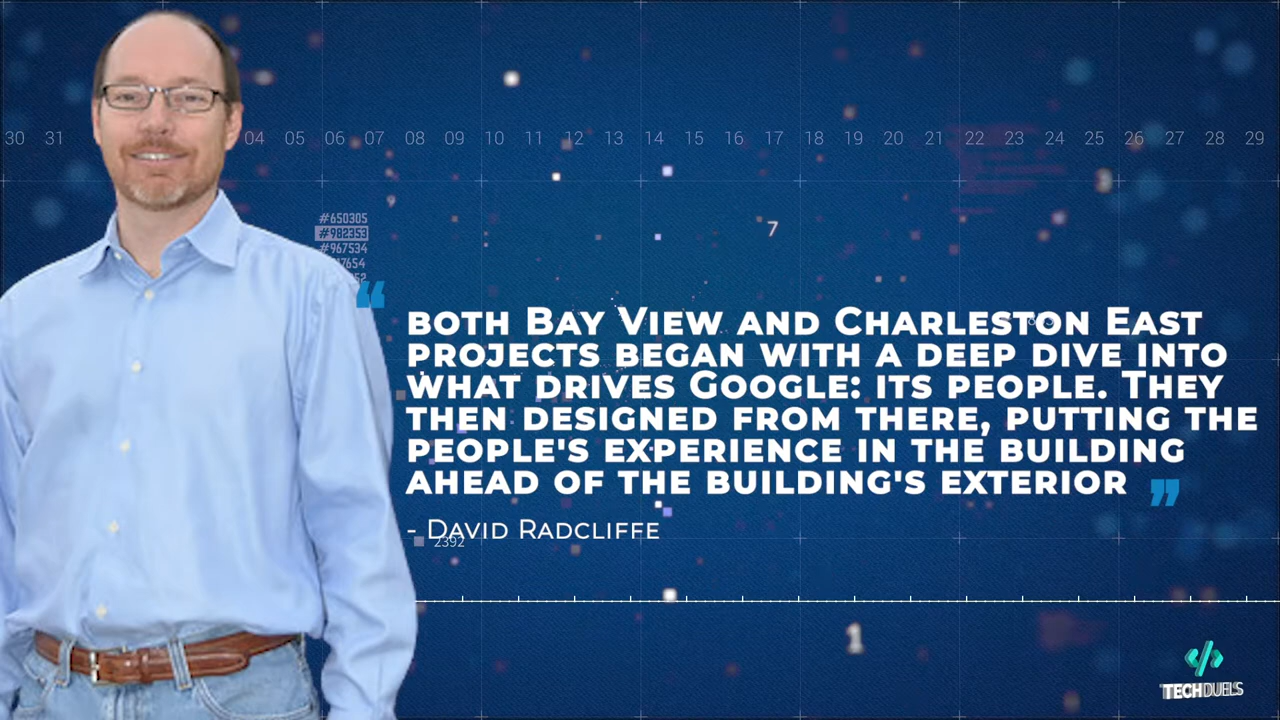 30 31 04 05 06 07 08 09 10 11 12 13 14 15 16 17 18 19 20 21 22 23 24 25 26 27 28 29
#650305
#982353
#967534
7654
9
7
“
both Bay View and Charleston East
projects began with a deep dive into
what drives Google: its people. They
then designed from there, putting the
people's experience in the building
ahead of the building's exterior
”
- David Radcliffe
2392
1
</>
TECHDUELS